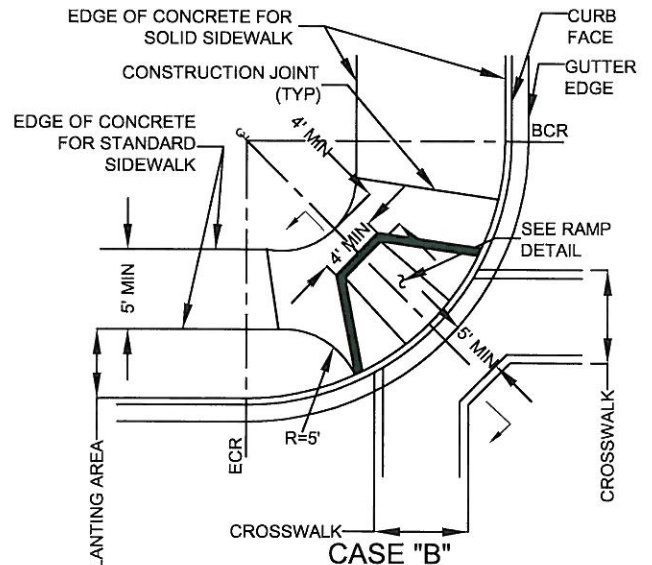 EDGE OF CONCRETE FOR
SOLID SIDEWALK
CURB
FACE
CONSTRUCTION JOINT
(TYP)
GUTTER
EDGE
EDGE OF CONCRETE
FOR STANDARD
SIDEWALK
BCR
4' MIN
4' MIN
SEE RAMP
DETAIL
5' MIN
5' MIN
R=5'
ECR
LANTING AREA
CROSSWALK
CROSSWALK
CASE "B"